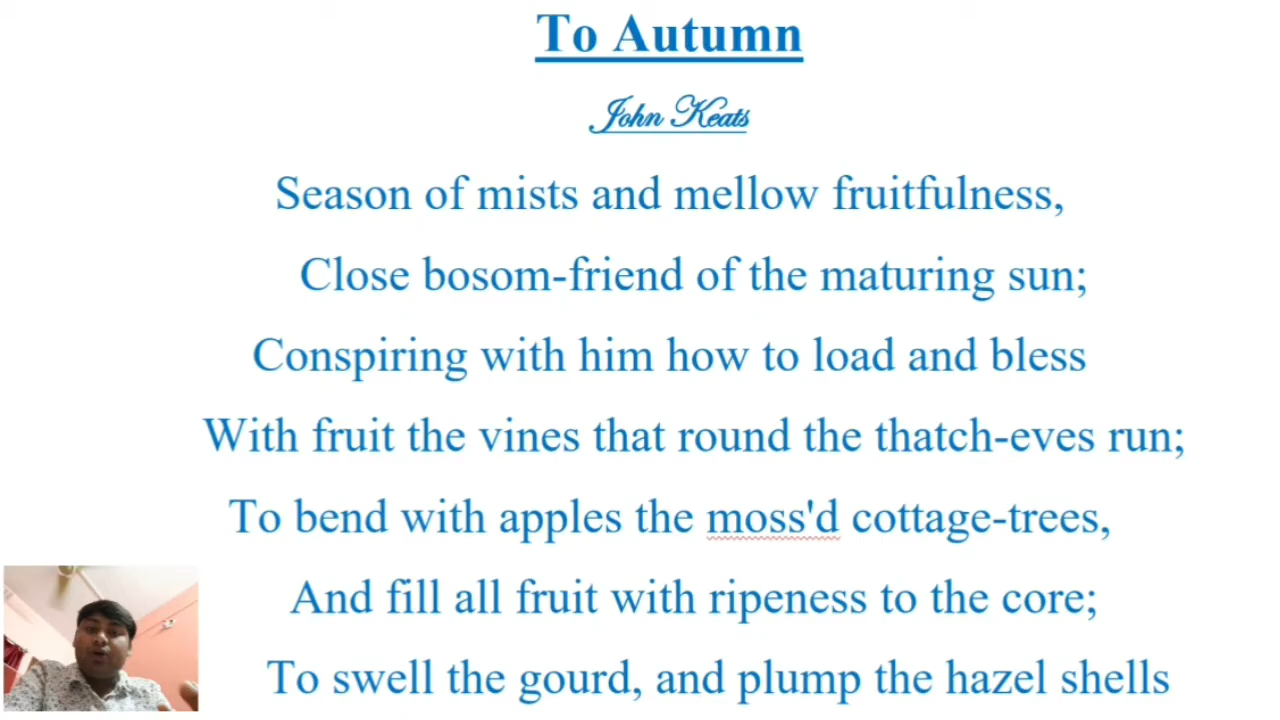 To Autumn
John Keats
Season of mists and mellow fruitfulness,
Close bosom-friend of the maturing sun;
Conspiring with him how to load and bless
With fruit the vines that round the thatch-eves run;
To bend with apples the moss'd cottage-trees,
And fill all fruit with ripeness to the core;
To swell the gourd, and plump the hazel shells